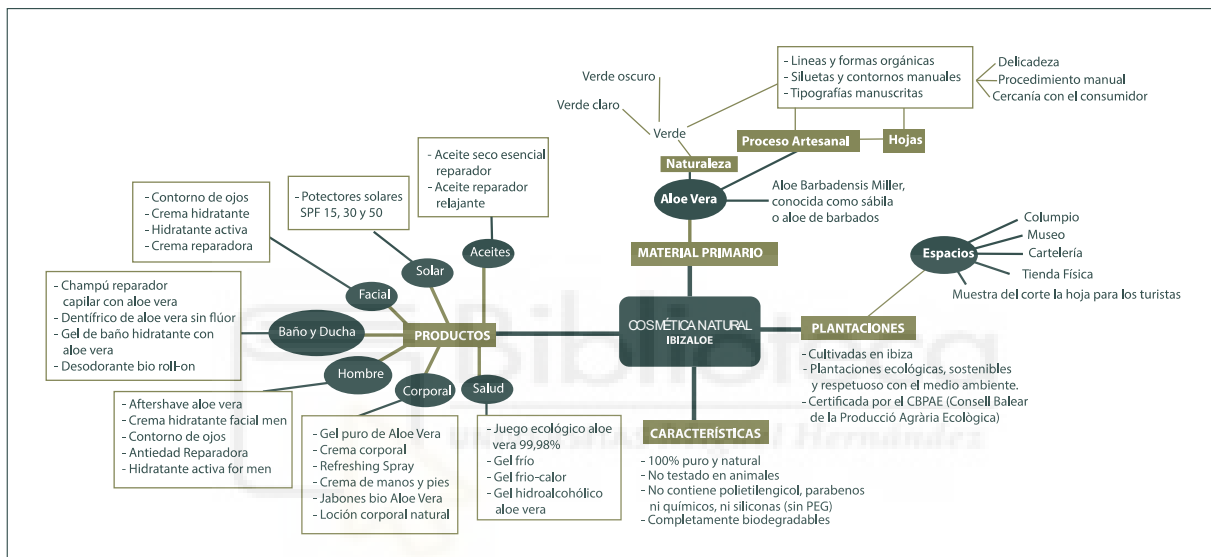 - Lineas y formas orgánicas
- Siluetas y contornos manuales
- Tipografías manuscritas
Delicadeza
Procedimiento manual
Cercanía con el consumidor
Verde oscuro
Verde claro
Verde
Proceso Artesanal
Hojas
Naturaleza
Aloe Vera
Aloe Barbadensis Miller,
conocida como sábila
o aloe de barbados
MATERIAL PRIMARIO
Columpio
Museo
Espacios
Cartelería
Tienda Física
Muestra del corte la hoja para los turistas
COSMÉTICA NATURAL
IBIZALOE
PLANTACIONES
- Cultivadas en ibiza
- Plantaciones ecológicas, sostenibles
y respetuoso con el medio ambiente.
- Certificada por el CBPAE (Consell Balear
de la Producció Agrària Ecològica)
CARACTERÍSTICAS
- 100% puro y natural
- No testado en animales
- No contiene polietilengicol, parabenos
ni químicos, ni siliconas (sin PEG)
- Completamente biodegradables
PRODUCTOS
Aceites
- Aceite seco esencial
reparador
- Aceite reparador
relajante
Solar
- Potectores solares
SPF 15, 30 y 50
Facial
- Contorno de ojos
- Crema hidratante
- Hidratante activa
- Crema reparadora
Baño y Ducha
- Champú reparador
capilar con aloe vera
- Dentífrico de aloe vera sin flúor
- Gel de baño hidratante con
aloe vera
- Desodorante bio roll-on
Hombre
- Aftershave aloe vera
- Crema hidratante facial men
- Contorno de ojos
- Antiedad Reparadora
- Hidratante activa for men
Corporal
- Gel puro de Aloe Vera
- Crema corporal
- Refreshing Spray
- Crema de manos y pies
- Jabones bio Aloe Vera
- Loción corporal natural
Salud
- Juego ecológico aloe
vera 99,98%
- Gel frío
- Gel frio-calor
- Gel hidroalcohólico
aloe vera
Biblioteca
Hernández